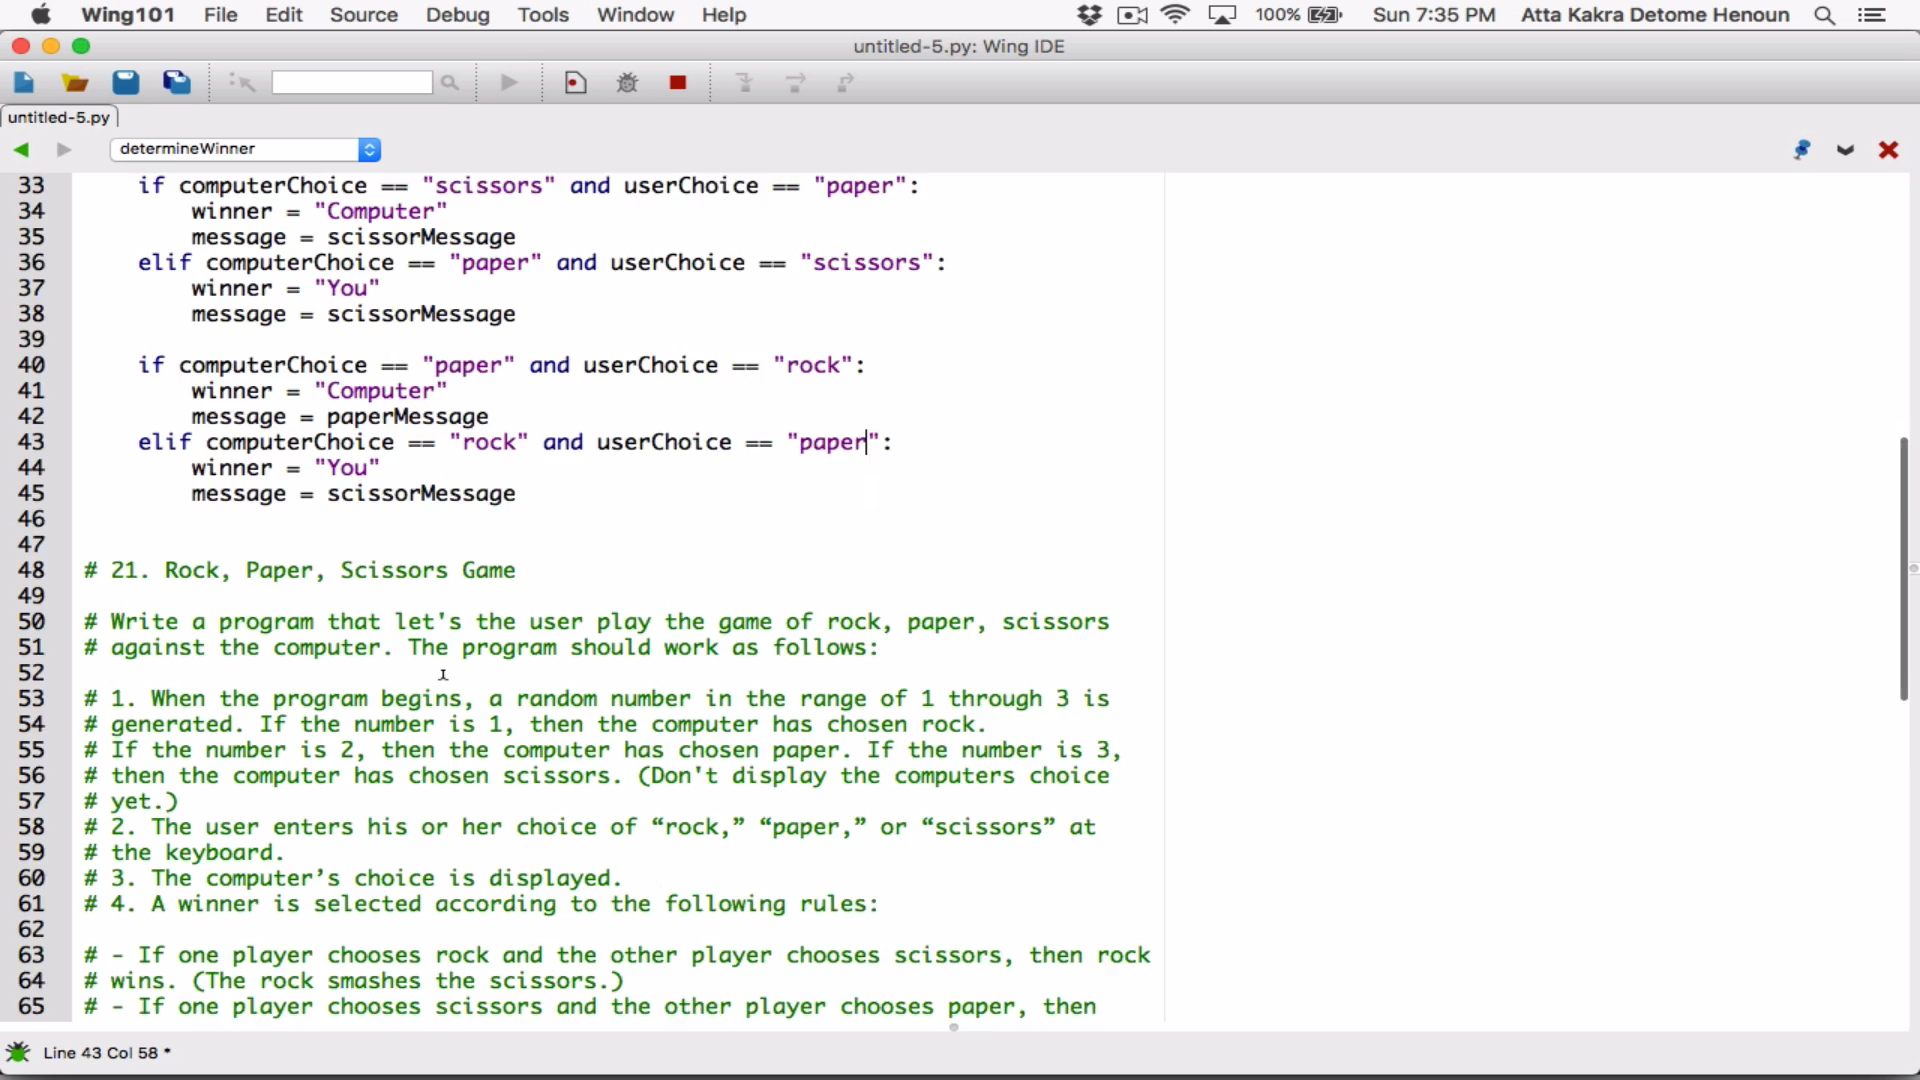 Wing101 File Edit Source Debug Tools Window Help 100% Sun 7:35 PM Atta Kakra Detome Henoun
untitled-5.py: Wing IDE
untitled-5.py
determineWinner
33 if computerChoice == "scissors" and userChoice == "paper":
34 winner = "Computer"
35 message = scissorMessage
36 elif computerChoice == "paper" and userChoice == "scissors":
37 winner = "You"
38 message = scissorMessage
39
40 if computerChoice == "paper" and userChoice == "rock":
41 winner = "Computer"
42 message = paperMessage
43 elif computerChoice == "rock" and userChoice == "paper":
44 winner = "You"
45 message = scissorMessage
46
47
48 # 21. Rock, Paper, Scissors Game
49
50 # Write a program that let's the user play the game of rock, paper, scissors
51 # against the computer. The program should work as follows:
52
53 # 1. When the program begins, a random number in the range of 1 through 3 is
54 # generated. If the number is 1, then the computer has chosen rock.
55 # If the number is 2, then the computer has chosen paper. If the number is 3,
56 # then the computer has chosen scissors. (Don't display the computers choice
57 # yet.)
58 # 2. The user enters his or her choice of “rock,” “paper,” or “scissors” at
59 # the keyboard.
60 # 3. The computer’s choice is displayed.
61 # 4. A winner is selected according to the following rules:
62
63 # - If one player chooses rock and the other player chooses scissors, then rock
64 # wins. (The rock smashes the scissors.)
65 # - If one player chooses scissors and the other player chooses paper, then
Line 43 Col 58 *